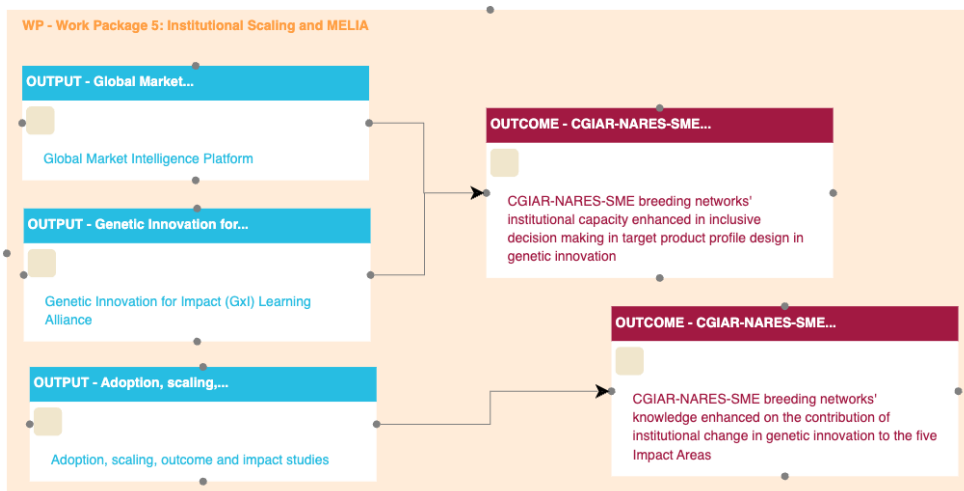 WP - Work Package 5: Institutional Scaling and MELIA
OUTPUT - Global Market...
Global Market Intelligence Platform
OUTPUT - Genetic Innovation for...
Genetic Innovation for Impact (GxI) Learning
Alliance
OUTPUT - Adoption, scaling,...
Adoption, scaling, outcome and impact studies
OUTCOME - CGIAR-NARES-SME...
CGIAR-NARES-SME breeding networks'
institutional capacity enhanced in inclusive
decision making in target product profile design in
genetic innovation
OUTCOME - CGIAR-NARES-SME...
CGIAR-NARES-SME breeding networks'
knowledge enhanced on the contribution of
institutional change in genetic innovation to the five
Impact Areas